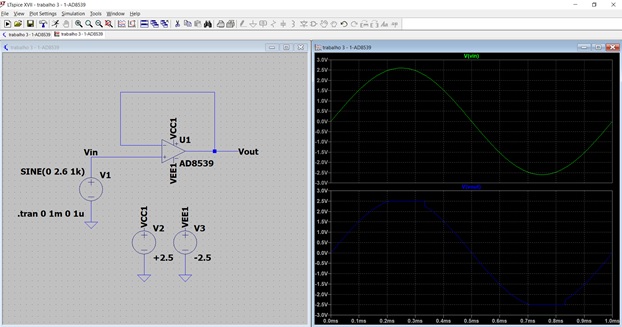 LTspice XVII - trabalho 3 - 1-AD8539
File View Plot Settings Simulation Tools Window Help
trabalho 3 - 1-AD8539 trabalho 3 - 1-AD8539
trabalho 3 - 1-AD8539
Vin
SINE(0 2.6 1k)
V1
.tran 0 1m 0 1u
VCC1
U1
AD8539
VEE1
Vout
VCC1
V2
+2.5
VEE1
V3
-2.5
trabalho 3 - 1-AD8539
V(vin)
3.0V
2.5V
2.0V
1.5V
1.0V
0.5V
0.0V
-0.5V
-1.0V
-1.5V
-2.0V
-2.5V
-3.0V
V(vout)
3.0V
2.5V
2.0V
1.5V
1.0V
0.5V
0.0V
-0.5V
-1.0V
-1.5V
-2.0V
-2.5V
-3.0V
0.0ms 0.1ms 0.2ms 0.3ms 0.4ms 0.5ms 0.6ms 0.7ms 0.8ms 0.9ms 1.0ms